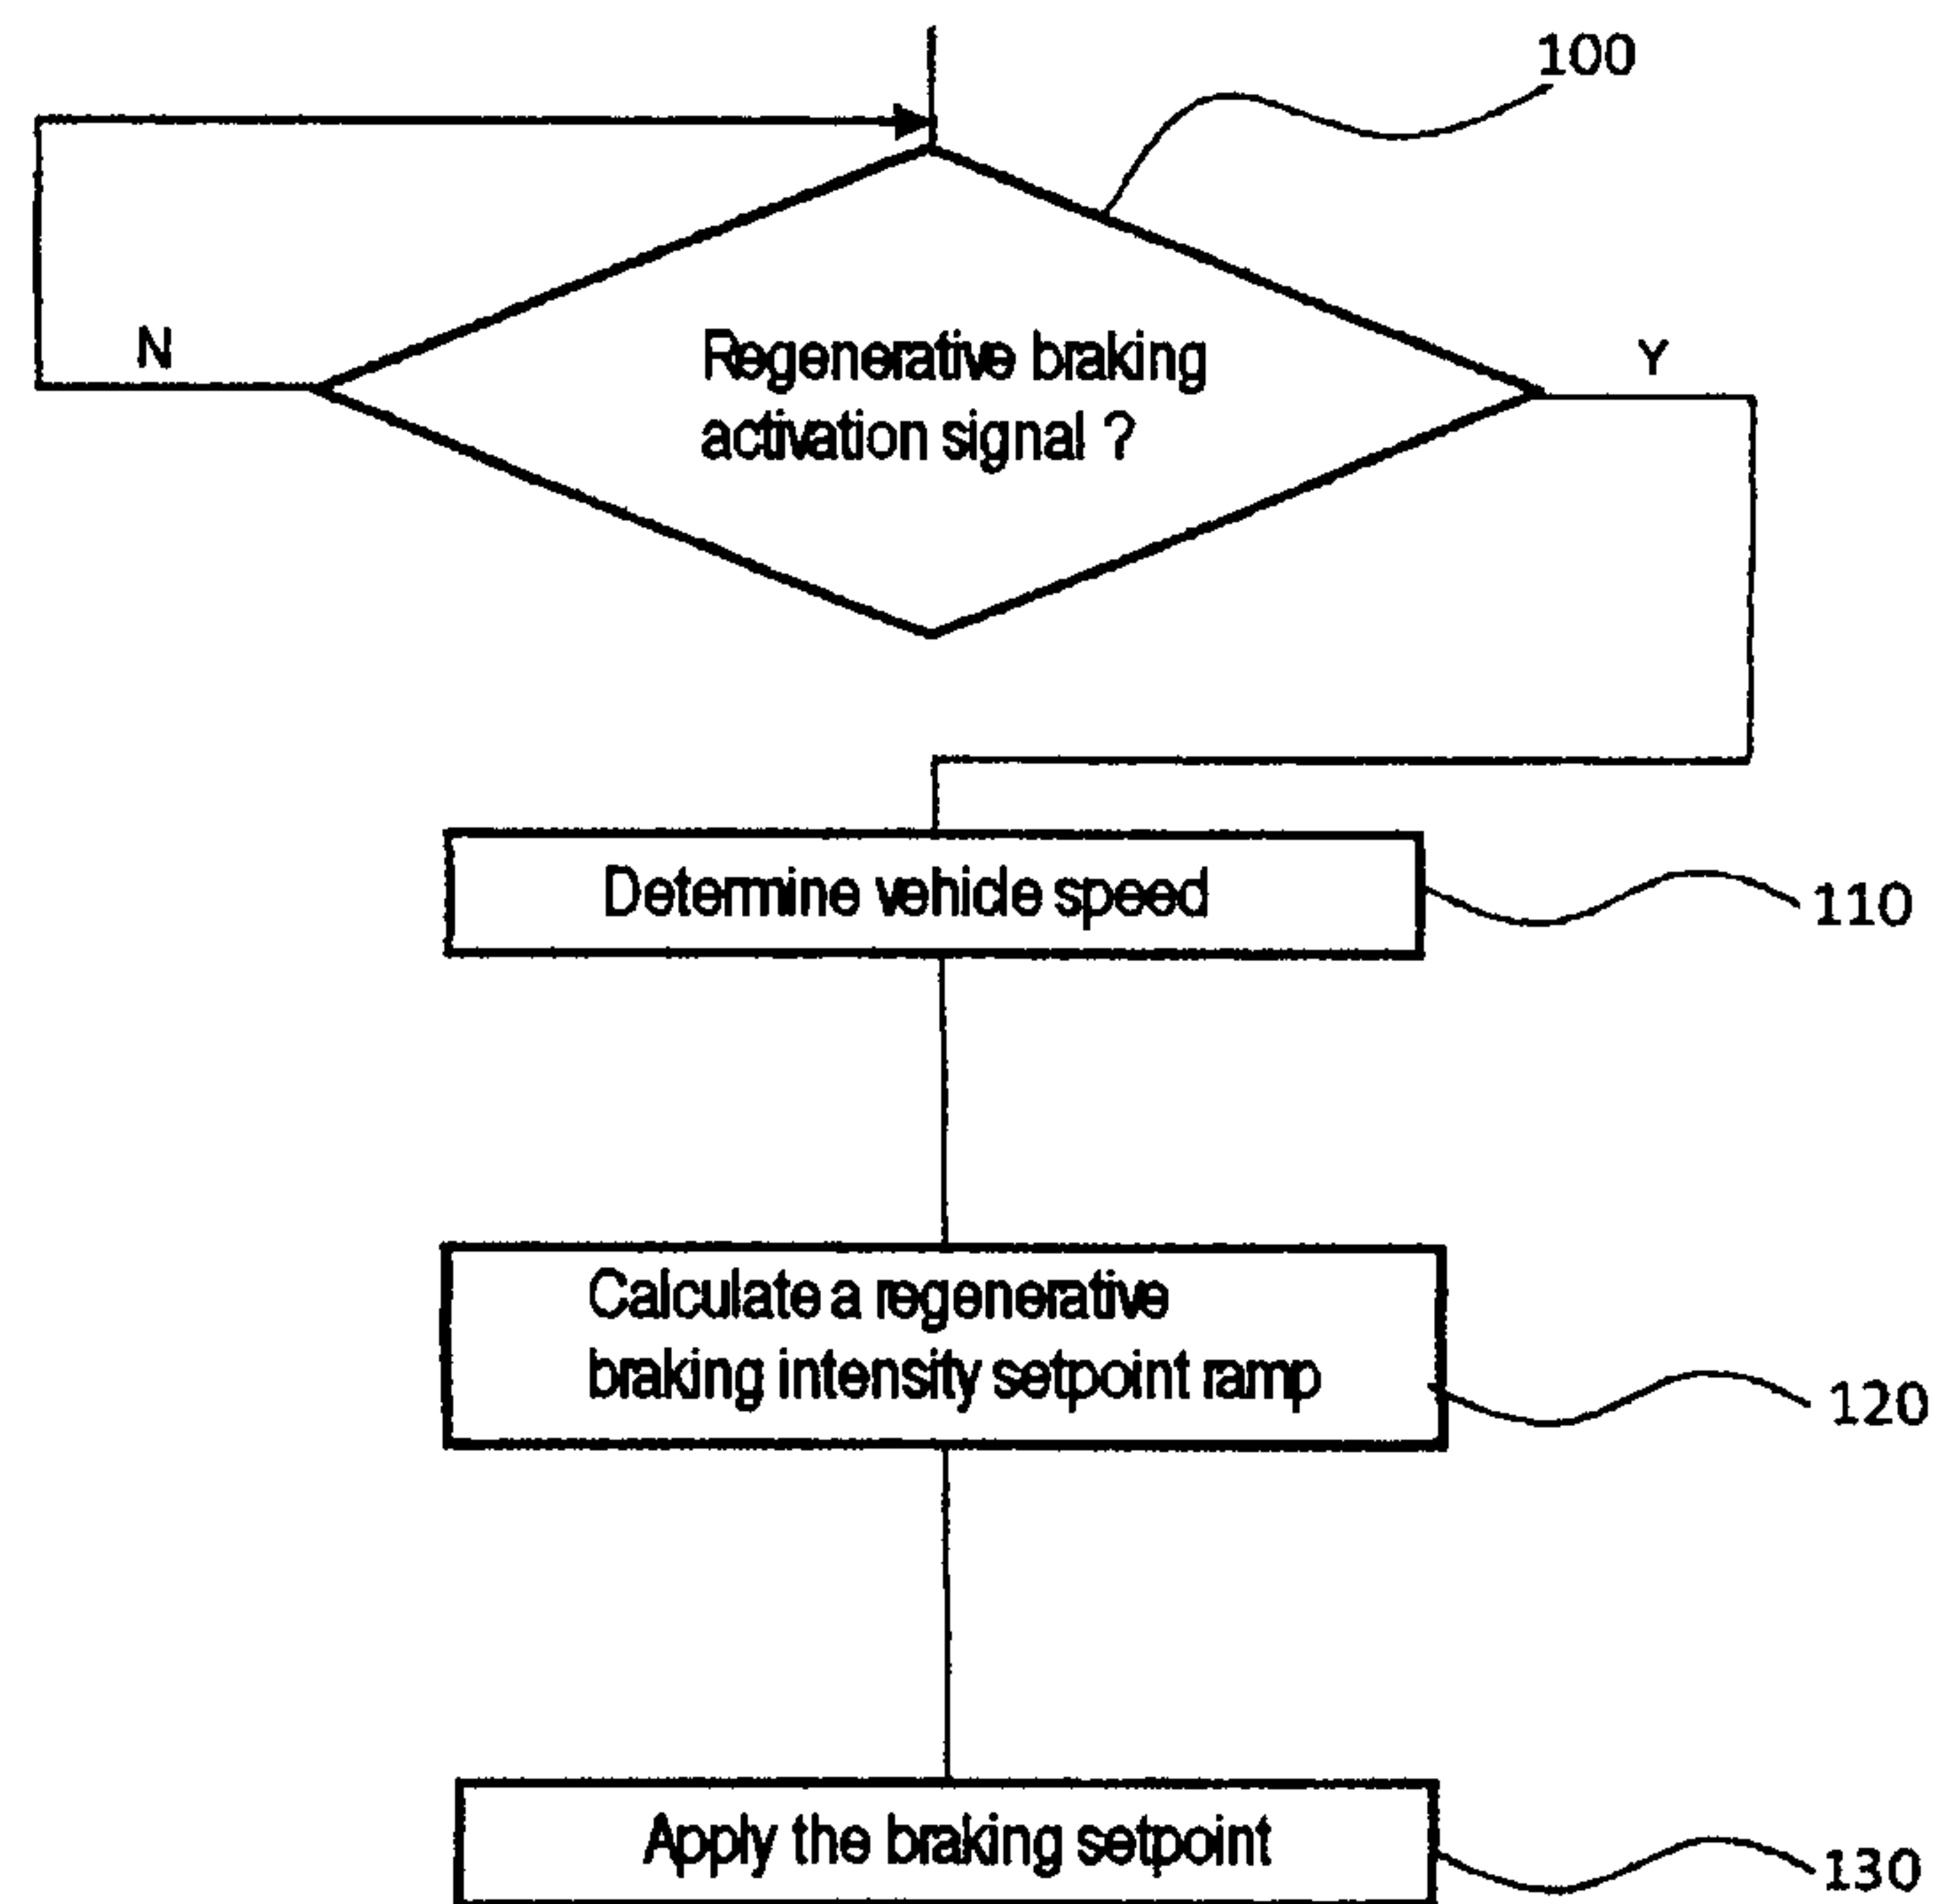 100
N
Regenerative braking
activation signal ?
Y
Determine vehicle speed
110
Calculate a regenerative
braking intensity setpoint ramp
120
Apply the braking setpoint
130